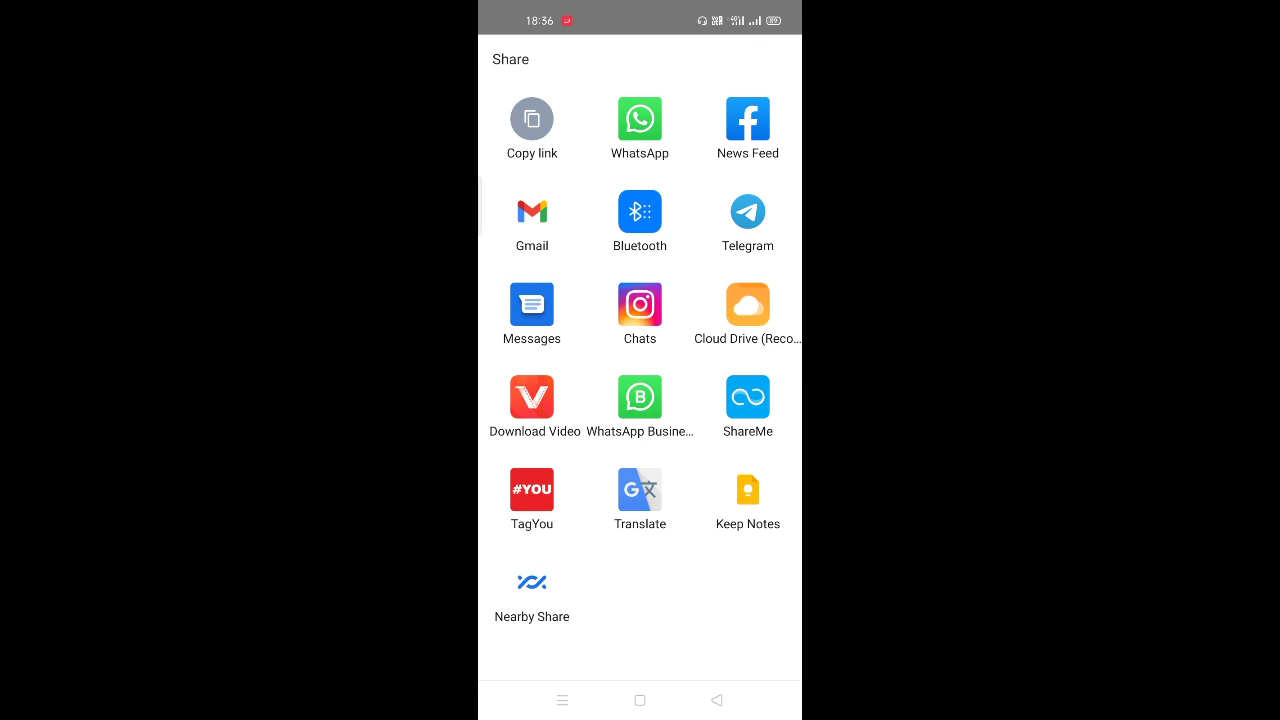 18:36
89
Share
Copy link
WhatsApp
News Feed
Gmail
Bluetooth
Telegram
Messages
Chats
Cloud Drive (Reco...
Download Video
WhatsApp Busine...
ShareMe
#YOU
TagYou
Translate
Keep Notes
Nearby Share